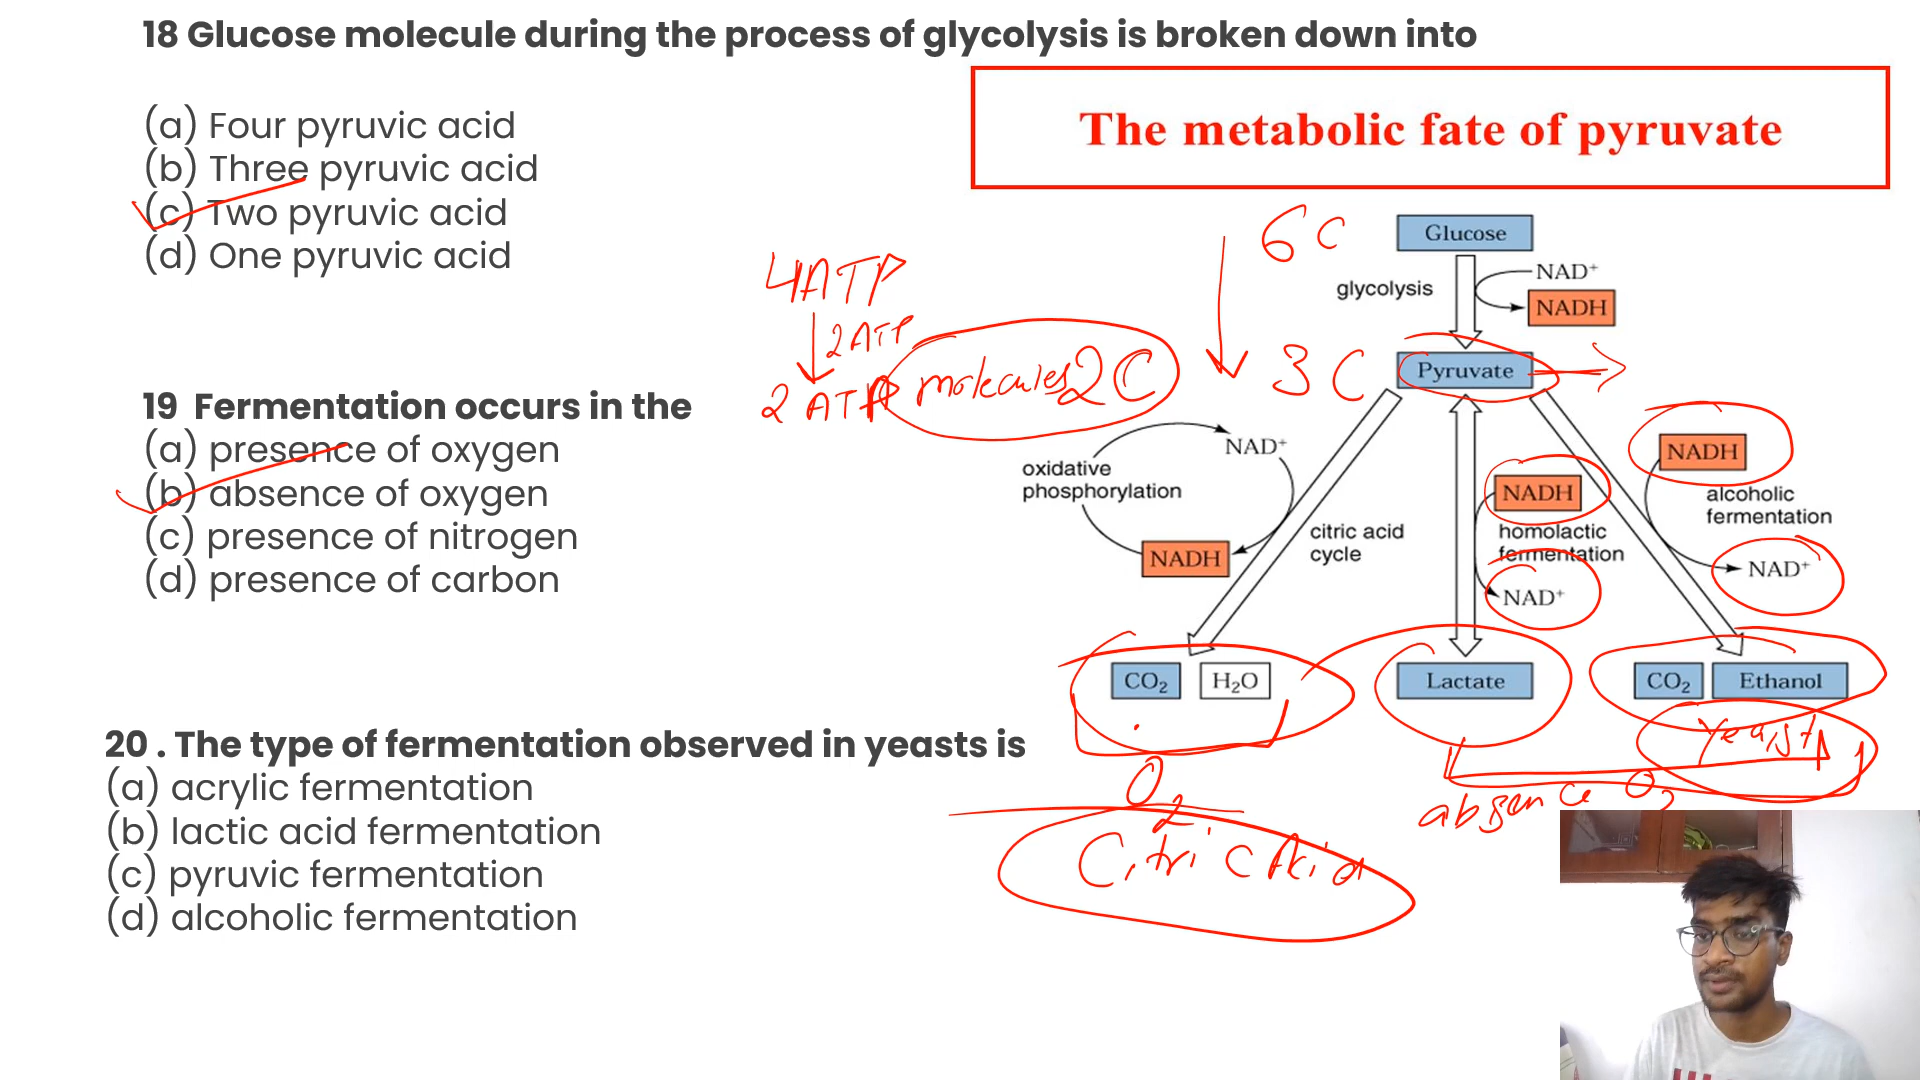 18 Glucose molecule during the process of glycolysis is broken down into
(a) Four pyruvic acid
(b) Three pyruvic acid
(c) Two pyruvic acid
(d) One pyruvic acid
19 Fermentation occurs in the
(a) presence of oxygen
(b) absence of oxygen
(c) presence of nitrogen
(d) presence of carbon
20 . The type of fermentation observed in yeasts is
(a) acrylic fermentation
(b) lactic acid fermentation
(c) pyruvic fermentation
(d) alcoholic fermentation
The metabolic fate of pyruvate
6 C
Glucose
glycolysis
NAD+
NADH
4ATP
2ATP
2 ATP
molecules 2C
3 C
Pyruvate
NAD+
oxidative
phosphorylation
NADH
citric acid
cycle
NADH
homolactic
fermentation
NAD+
NADH
alcoholic
fermentation
NAD+
CO2
H2O
Lactate
CO2
Ethanol
O2
absence O2
Citric Acid